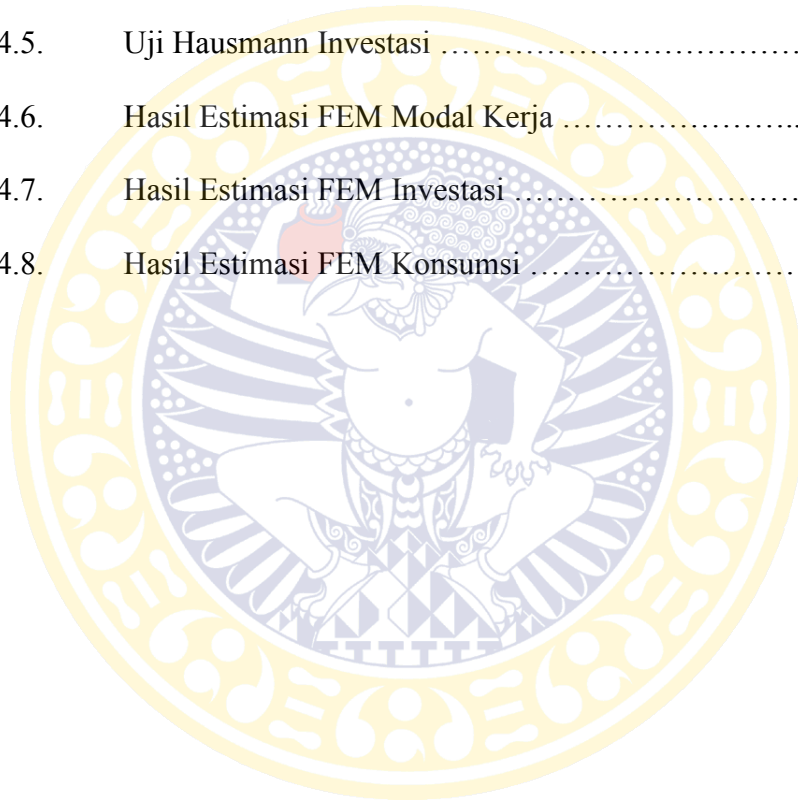 4.5. Uji Hausmann Investasi ……………………………
4.6. Hasil Estimasi FEM Modal Kerja …………………..
4.7. Hasil Estimasi FEM Investasi ………………………
4.8. Hasil Estimasi FEM Konsumsi ……………………